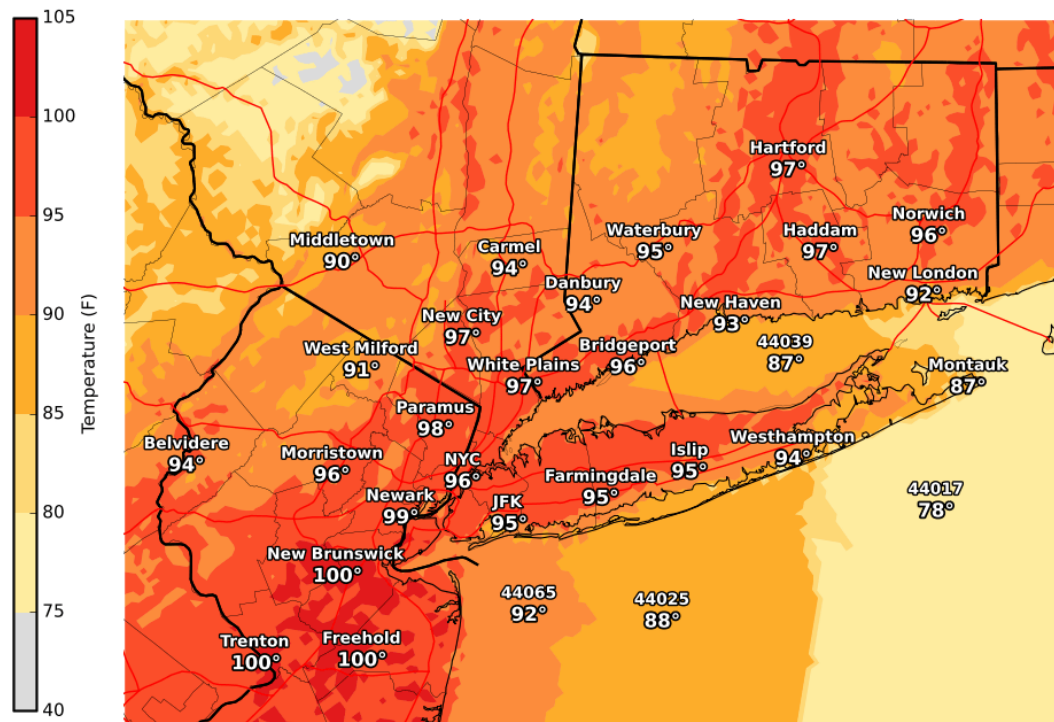 105
100
95
90
85
80
75
40
Temperature (F)
Hartford
97°
Norwich
96°
Waterbury
95°
Haddam
97°
Middletown
90°
Carmel
94°
New London
92°
Danbury
94°
New Haven
93°
New City
97°
Bridgeport
96°
44039
87°
West Milford
91°
White Plains
97°
Montauk
87°
Paramus
98°
Belvidere
94°
Morristown
96°
NYC
96°
Islip
95°
Westhampton
94°
Farmingdale
95°
Newark
99°
JFK
95°
44017
78°
New Brunswick
100°
44065
92°
44025
88°
Trenton
100°
Freehold
100°